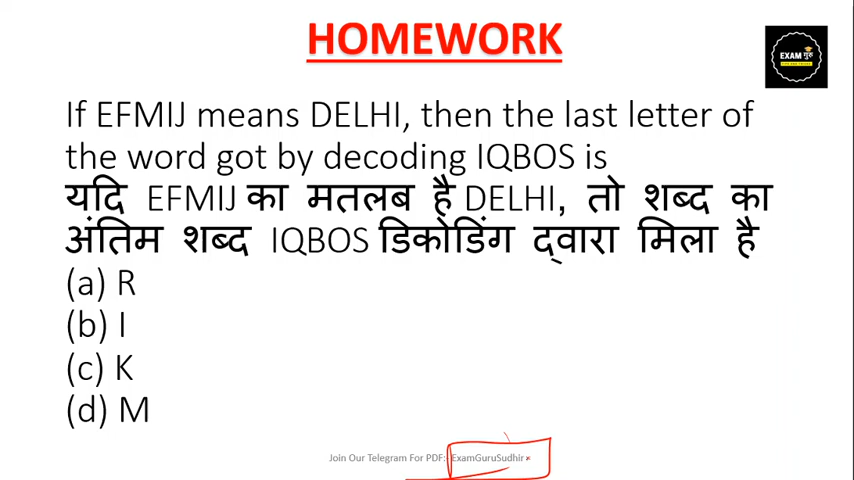 HOMEWORK
EXAM गुरु
If EFMIJ means DELHI, then the last letter of
the word got by decoding IQBOS is
यदि EFMIJ का मतलब है DELHI, तो शब्द का
अंतिम शब्द IQBOS डिकोडिंग द्वारा मिला है
(a) R
(b) I
(c) K
(d) M
Join Our Telegram For PDF: ExamGuruSudhir